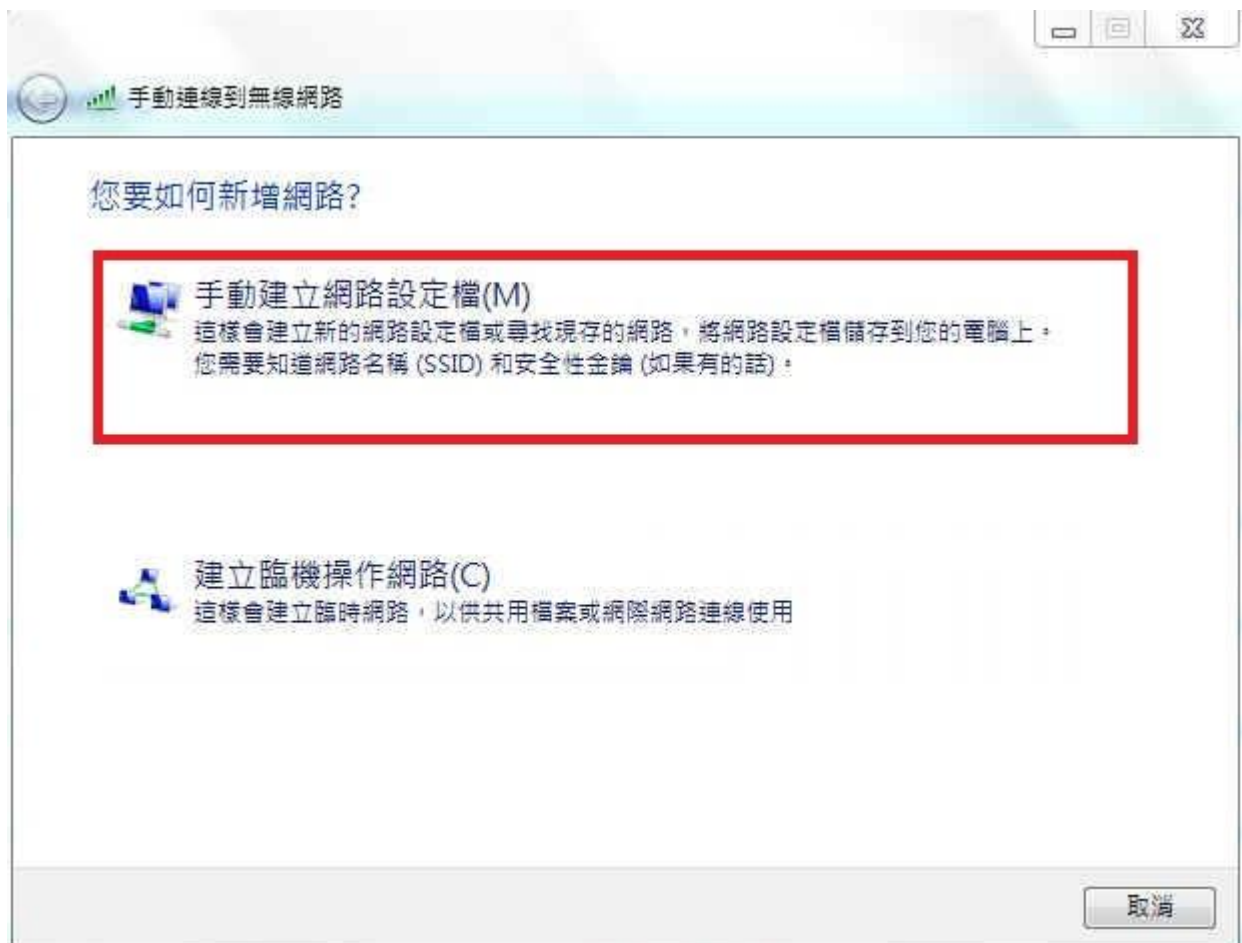 手動連線到無線網路
您要如何新增網路?
手動建立網路設定檔(M)
這樣會建立新的網路設定檔或尋找現存的網路，將網路設定檔儲存到您的電腦上。
您需要知道網路名稱 (SSID) 和安全性金鑰 (如果有的話)。
建立臨機操作網路(C)
這樣會建立臨時網路，以供共用檔案或網際網路連線使用
取消